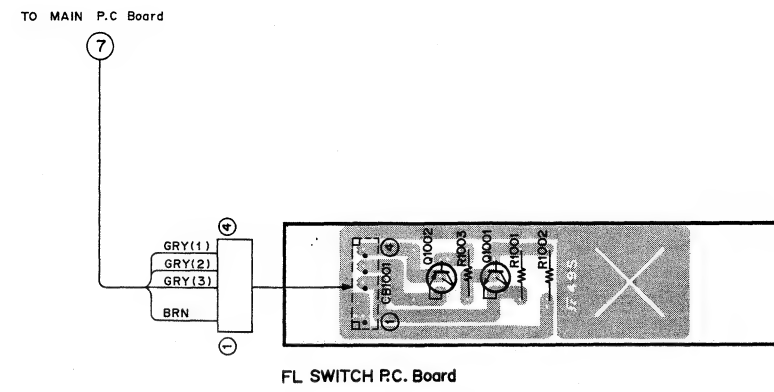 TO MAIN P.C Board
7
4
GRY(1)
GRY(2)
GRY(3)
BRN
1
4
CB1001
1
Q1002
R1003
Q1001
R1001
R1002
FL SWITCH P.C. Board